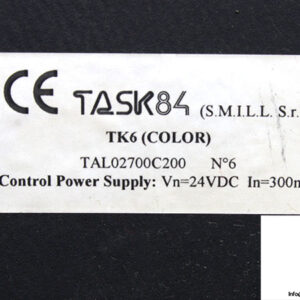 CE TASK84 (S.M.I.L.L. S.r.
TK6 (COLOR)
TAL02700C200 N°6
Control Power Supply: Vn=24VDC In=300m